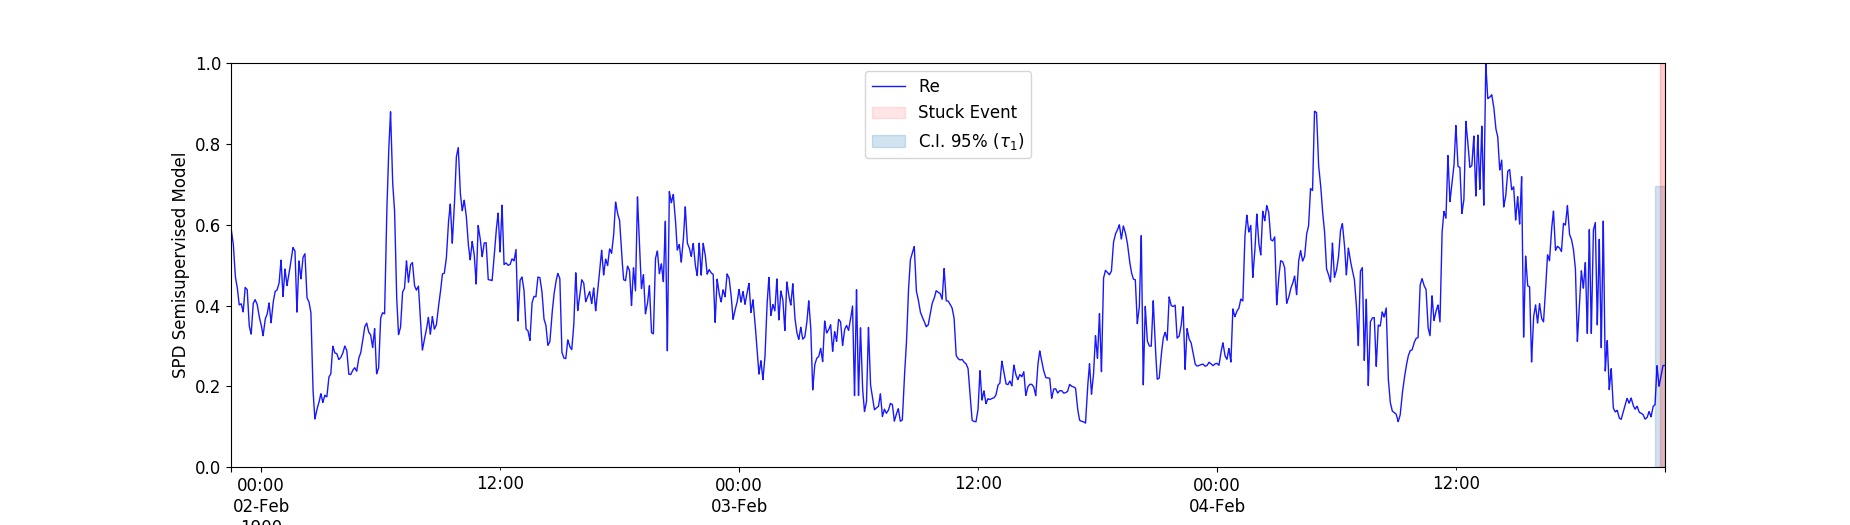 1.0
0.8
0.6
0.4
0.2
0.0
SPD Semisupervised Model
Re
Stuck Event
C.I. 95% (τ₁)
00:00 12:00 00:00 12:00 00:00 12:00
02-Feb 03-Feb 04-Feb
1900